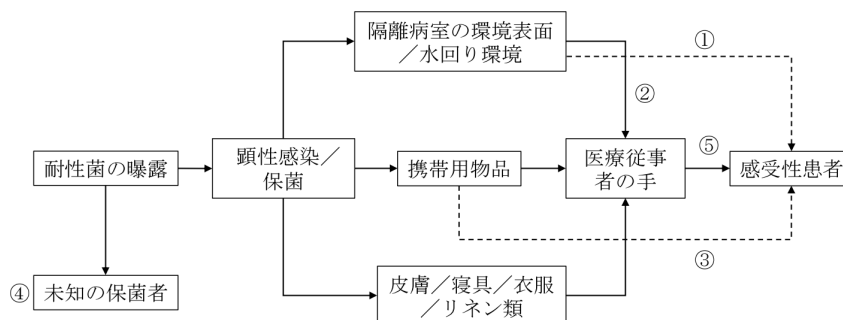 隔離病室の環境表面
／水回り環境
①
②
耐性菌の曝露
顕性感染／
保菌
携帯用物品
医療従事
者の手
⑤
感受性患者
③
④
未知の保菌者
皮膚／寝具／衣服
／リネン類